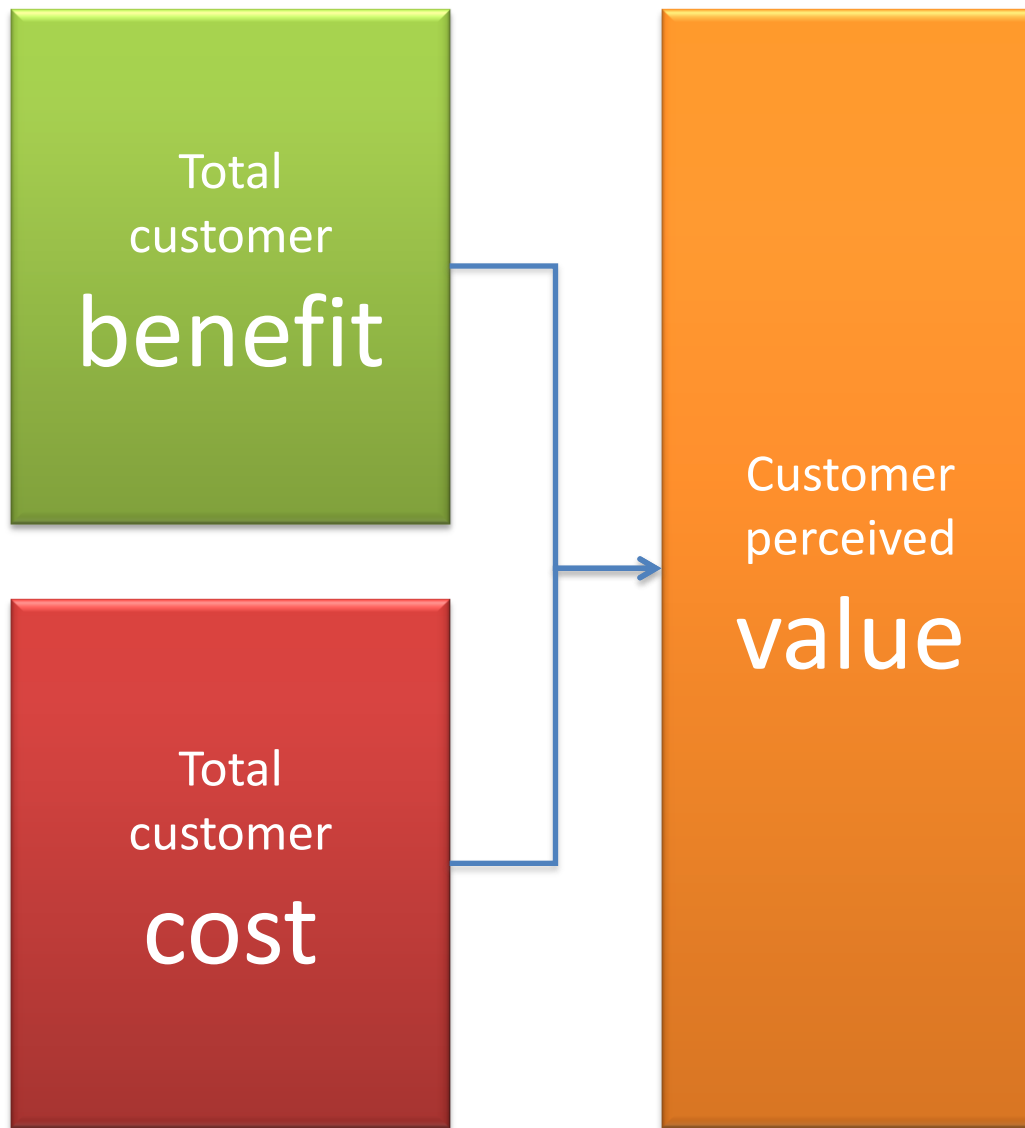 Total
customer
benefit
Total
customer
cost
Customer
perceived
value